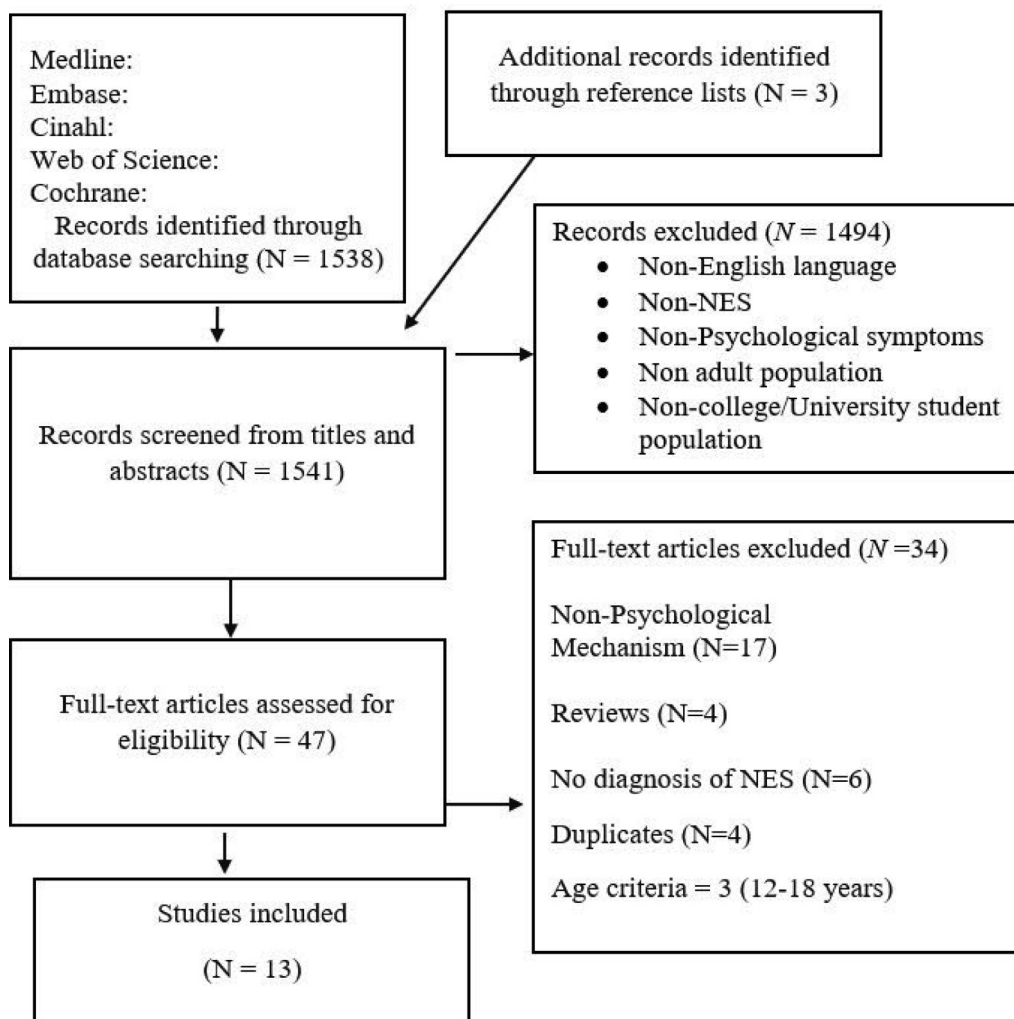 Medline:
Embase:
Cinahl:
Web of Science:
Cochrane:
Records identified through
database searching (N = 1538)
Additional records identified
through reference lists (N = 3)
Records screened from titles and
abstracts (N = 1541)
Records excluded (N = 1494)
• Non-English language
• Non-NES
• Non-Psychological symptoms
• Non adult population
• Non-college/University student
population
Full-text articles assessed for
eligibility (N = 47)
Full-text articles excluded (N =34)
Non-Psychological
Mechanism (N=17)
Reviews (N=4)
No diagnosis of NES (N=6)
Duplicates (N=4)
Age criteria = 3 (12-18 years)
Studies included
(N = 13)